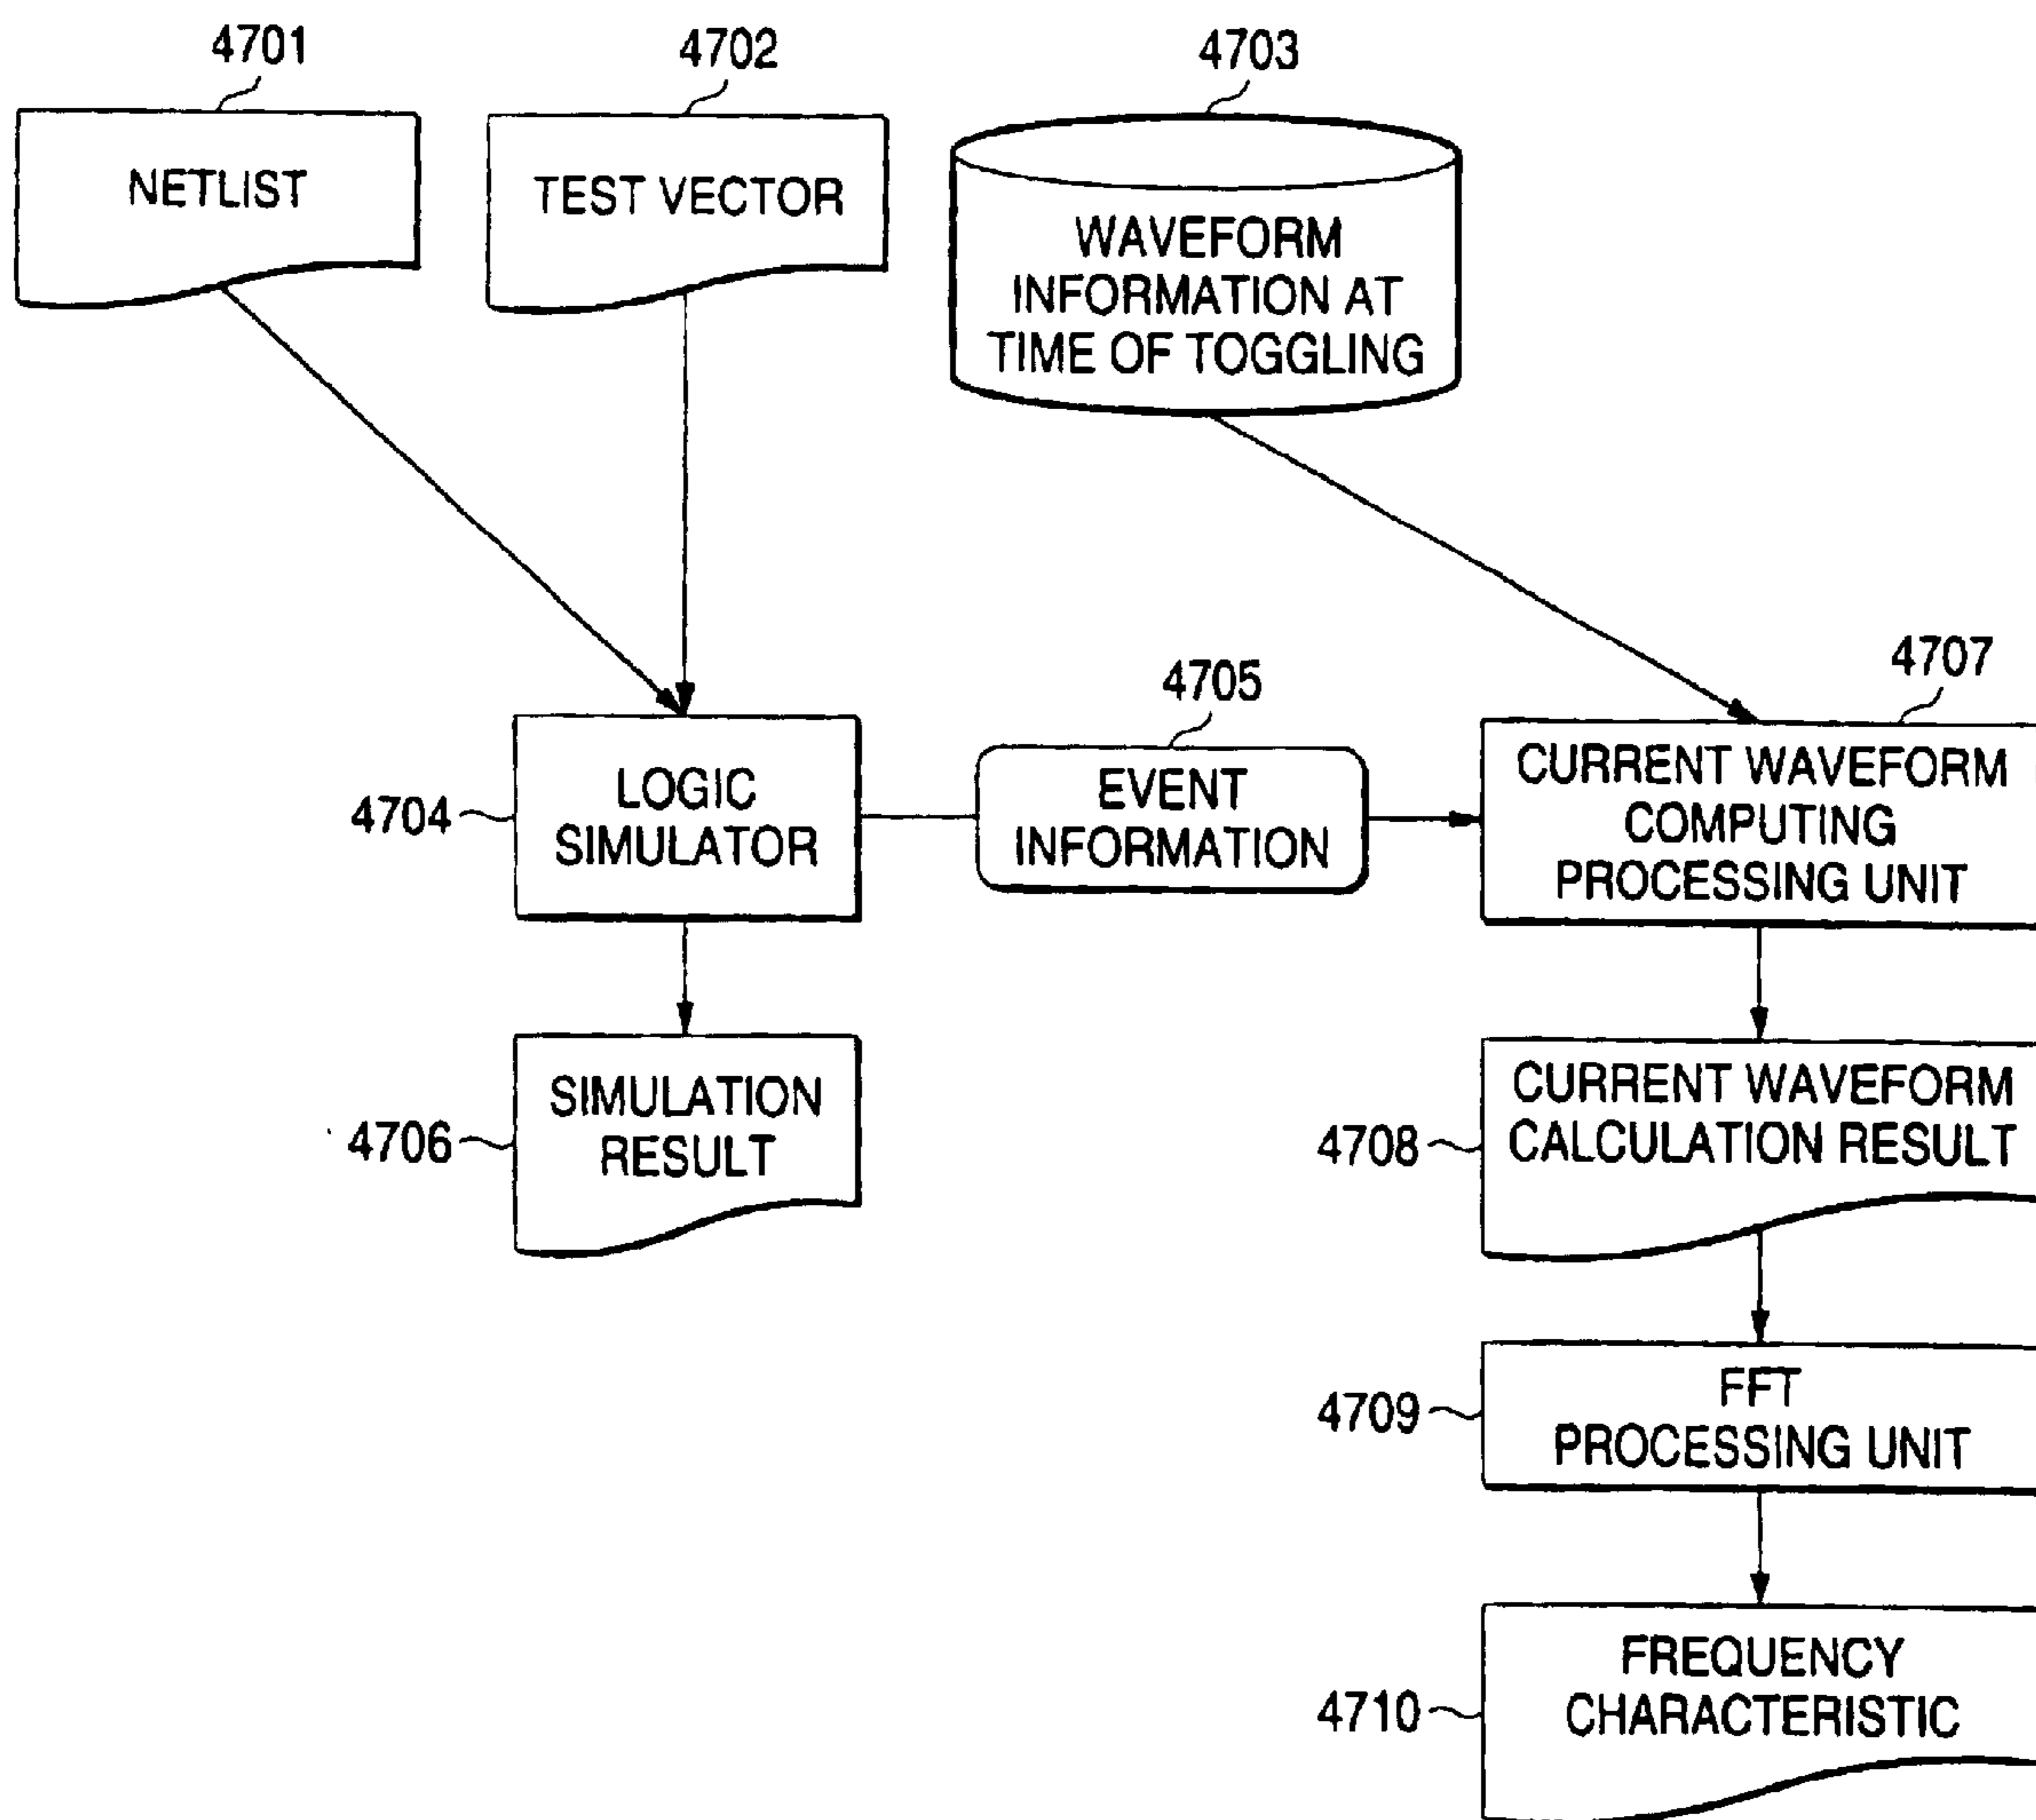 4701
4702
4703
NETLIST
TEST VECTOR
WAVEFORM
INFORMATION AT
TIME OF TOGGLING
4704
LOGIC
SIMULATOR
4705
EVENT
INFORMATION
4707
CURRENT WAVEFORM
COMPUTING
PROCESSING UNIT
4706
SIMULATION
RESULT
4708
CURRENT WAVEFORM
CALCULATION RESULT
4709
FFT
PROCESSING UNIT
4710
FREQUENCY
CHARACTERISTIC